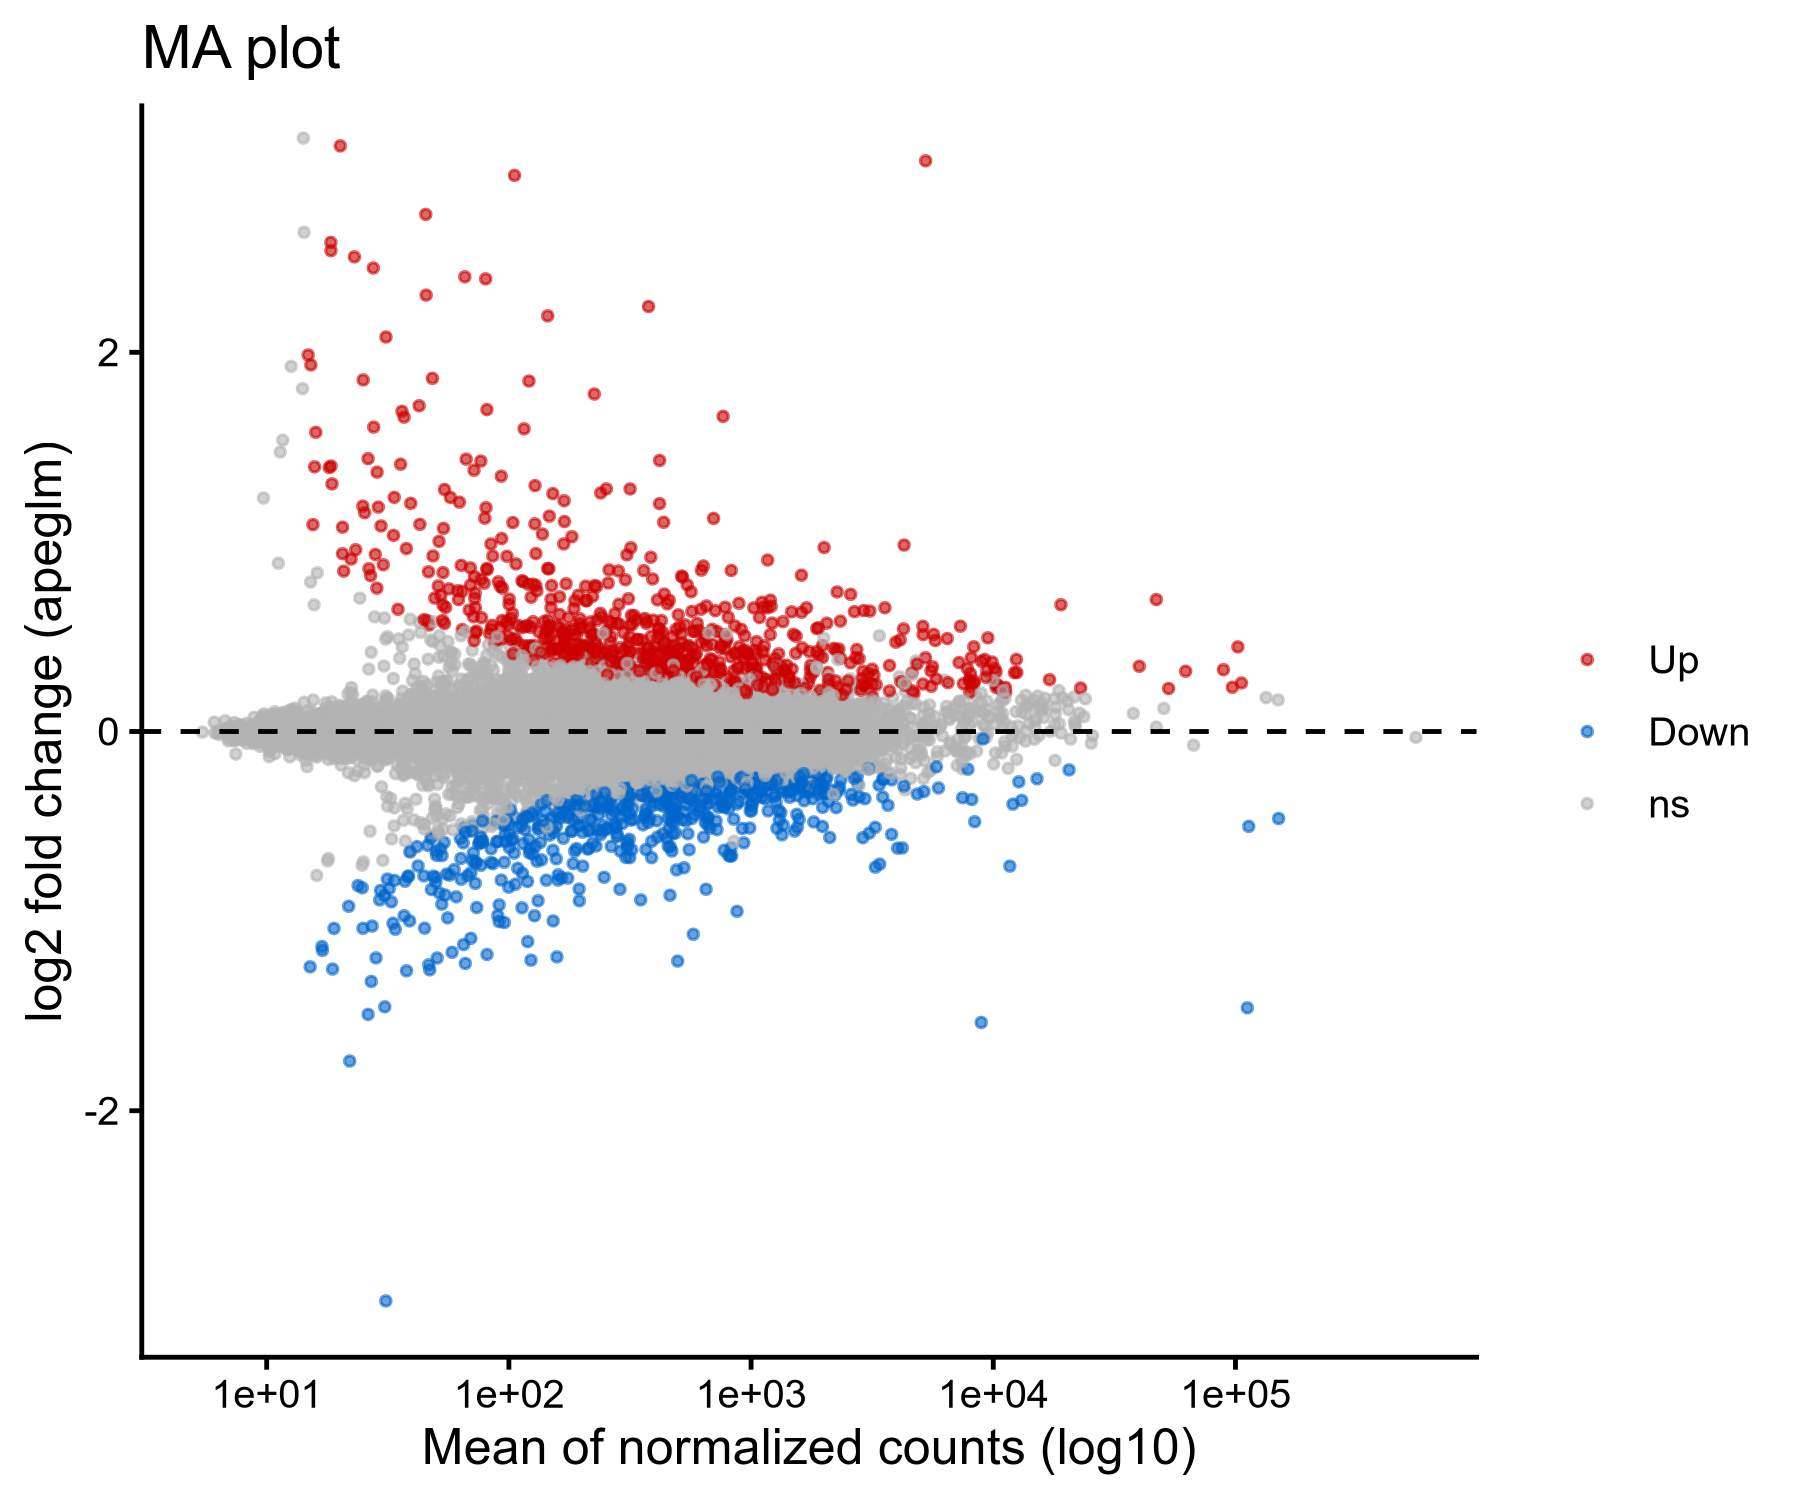 MA plot
log2 fold change (apeglm)
2
0
-2
1e+01 1e+02 1e+03 1e+04 1e+05
Mean of normalized counts (log10)
Up
Down
ns